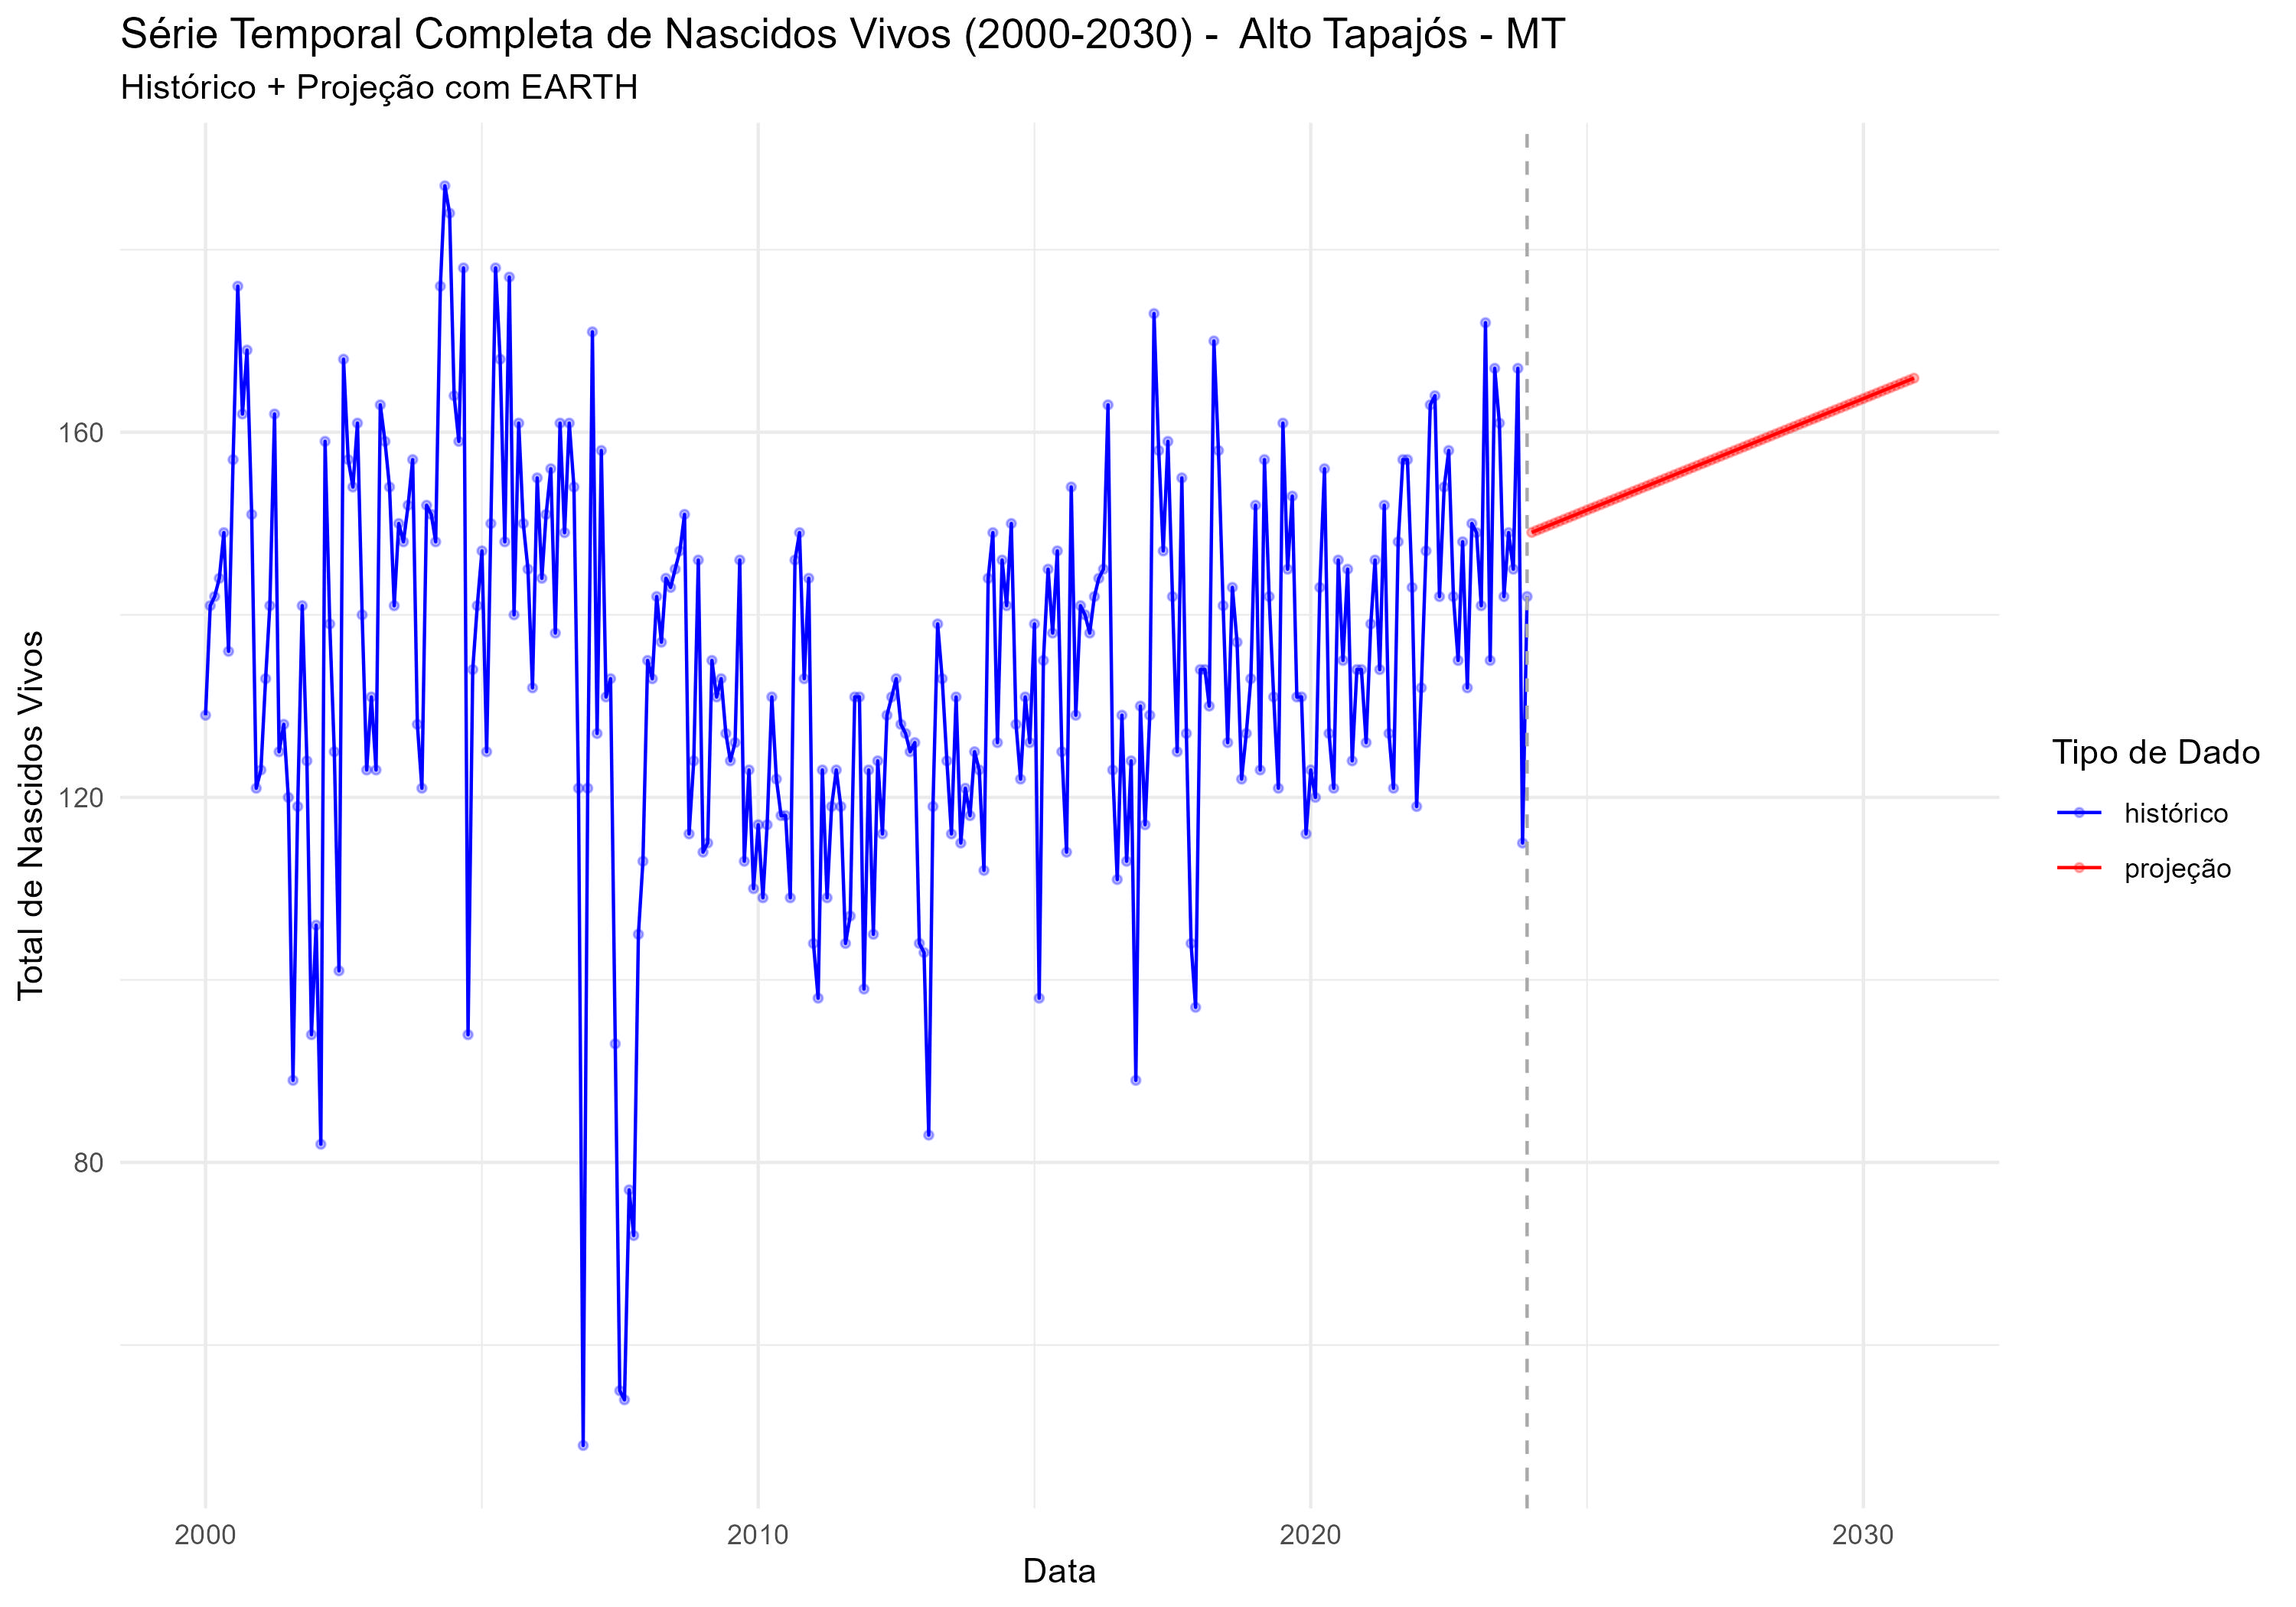 Série Temporal Completa de Nascidos Vivos (2000-2030) -  Alto Tapajós - MT
Histórico + Projeção com EARTH
Total de Nascidos Vivos
160
120
80
2000
2010
2020
2030
Data
Tipo de Dado
histórico
projeção